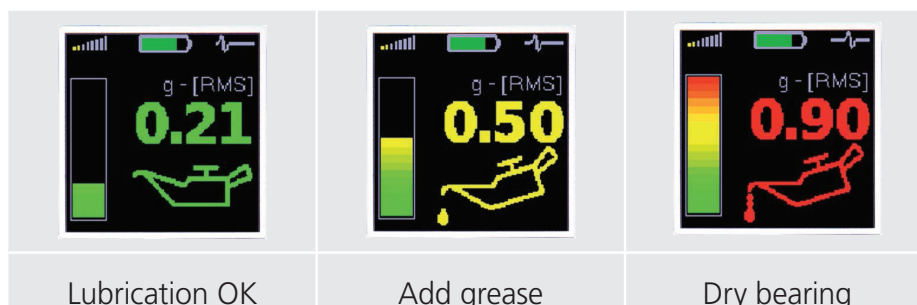 g-[RMS]
0.21
g-[RMS]
0.50
g-[RMS]
0.90
Lubrication OK
Add grease
Dry bearing